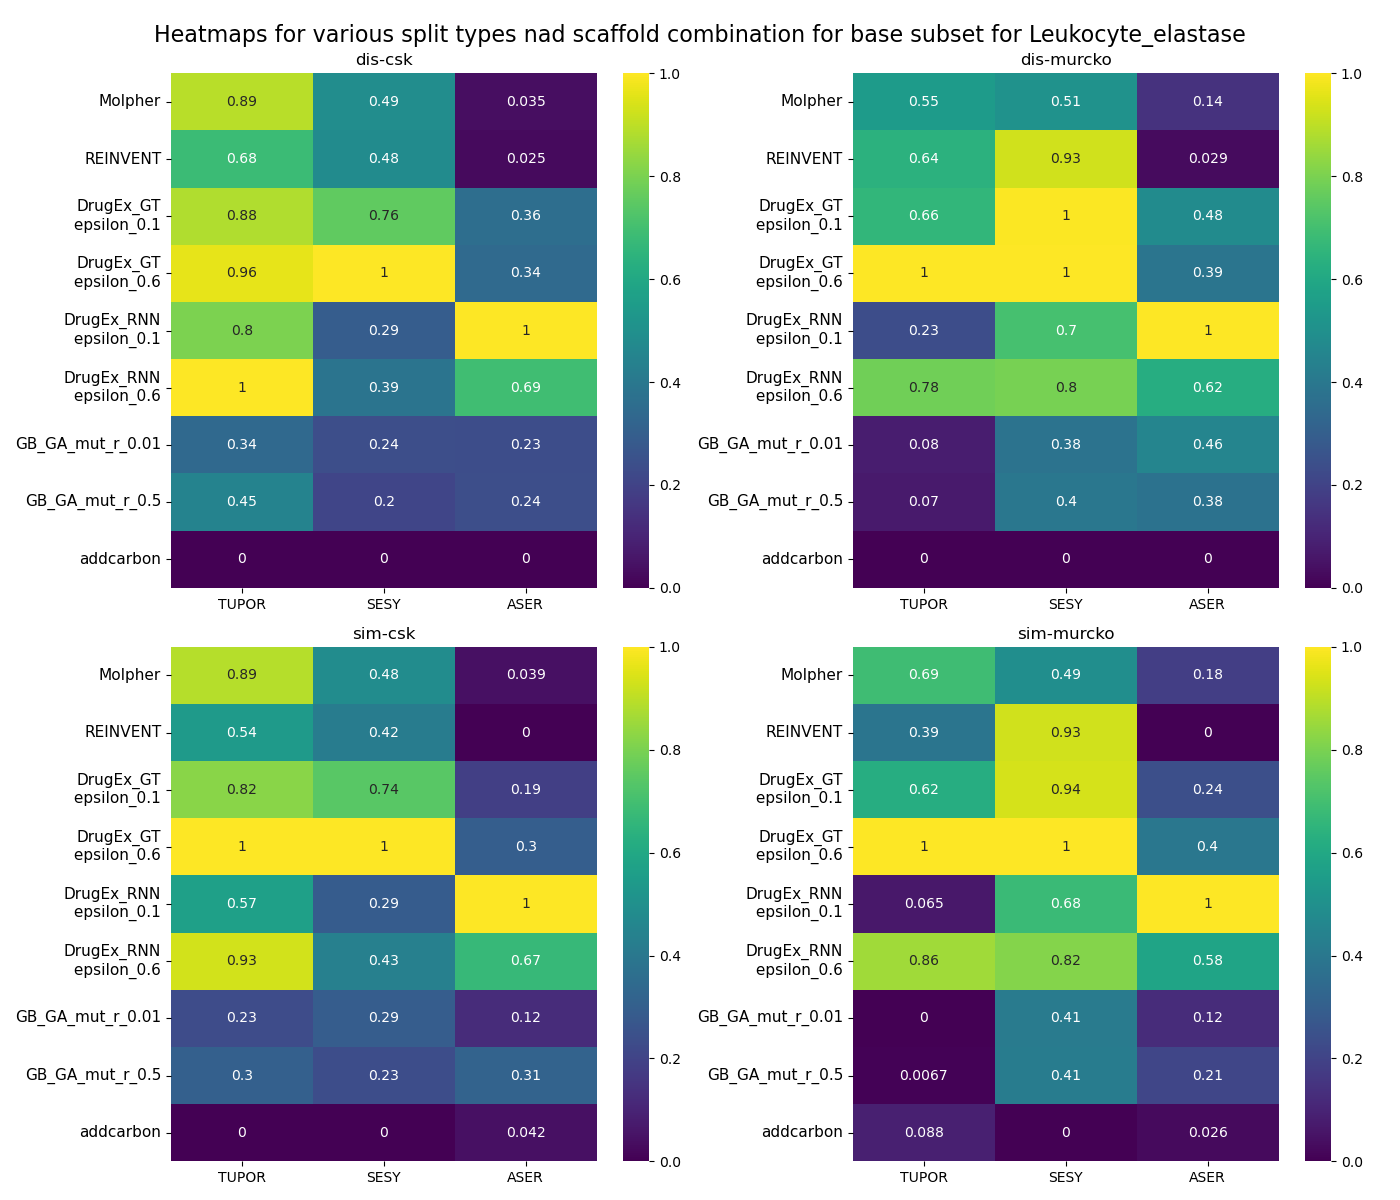 Heatmaps for various split types nad scaffold combination for base subset for Leukocyte_elastase
dis-csk
Molpher 0.89 0.49 0.035
REINVENT 0.68 0.48 0.025
DrugEx_GT
epsilon_0.1 0.88 0.76 0.36
DrugEx_GT
epsilon_0.6 0.96 1 0.34
DrugEx_RNN
epsilon_0.1 0.8 0.29 1
DrugEx_RNN
epsilon_0.6 1 0.39 0.69
GB_GA_mut_r_0.01 0.34 0.24 0.23
GB_GA_mut_r_0.5 0.45 0.2 0.24
addcarbon 0 0 0
TUPOR SESY ASER
1.0
0.8
0.6
0.4
0.2
0.0
dis-murcko
Molpher 0.55 0.51 0.14
REINVENT 0.64 0.93 0.029
DrugEx_GT
epsilon_0.1 0.66 1 0.48
DrugEx_GT
epsilon_0.6 1 1 0.39
DrugEx_RNN
epsilon_0.1 0.23 0.7 1
DrugEx_RNN
epsilon_0.6 0.78 0.8 0.62
GB_GA_mut_r_0.01 0.08 0.38 0.46
GB_GA_mut_r_0.5 0.07 0.4 0.38
addcarbon 0 0 0
TUPOR SESY ASER
1.0
0.8
0.6
0.4
0.2
0.0
sim-csk
Molpher 0.89 0.48 0.039
REINVENT 0.54 0.42 0
DrugEx_GT
epsilon_0.1 0.82 0.74 0.19
DrugEx_GT
epsilon_0.6 1 1 0.3
DrugEx_RNN
epsilon_0.1 0.57 0.29 1
DrugEx_RNN
epsilon_0.6 0.93 0.43 0.67
GB_GA_mut_r_0.01 0.23 0.29 0.12
GB_GA_mut_r_0.5 0.3 0.23 0.31
addcarbon 0 0 0.042
TUPOR SESY ASER
1.0
0.8
0.6
0.4
0.2
0.0
sim-murcko
Molpher 0.69 0.49 0.18
REINVENT 0.39 0.93 0
DrugEx_GT
epsilon_0.1 0.62 0.94 0.24
DrugEx_GT
epsilon_0.6 1 1 0.4
DrugEx_RNN
epsilon_0.1 0.065 0.68 1
DrugEx_RNN
epsilon_0.6 0.86 0.82 0.58
GB_GA_mut_r_0.01 0 0.41 0.12
GB_GA_mut_r_0.5 0.0067 0.41 0.21
addcarbon 0.088 0 0.026
TUPOR SESY ASER
1.0
0.8
0.6
0.4
0.2
0.0